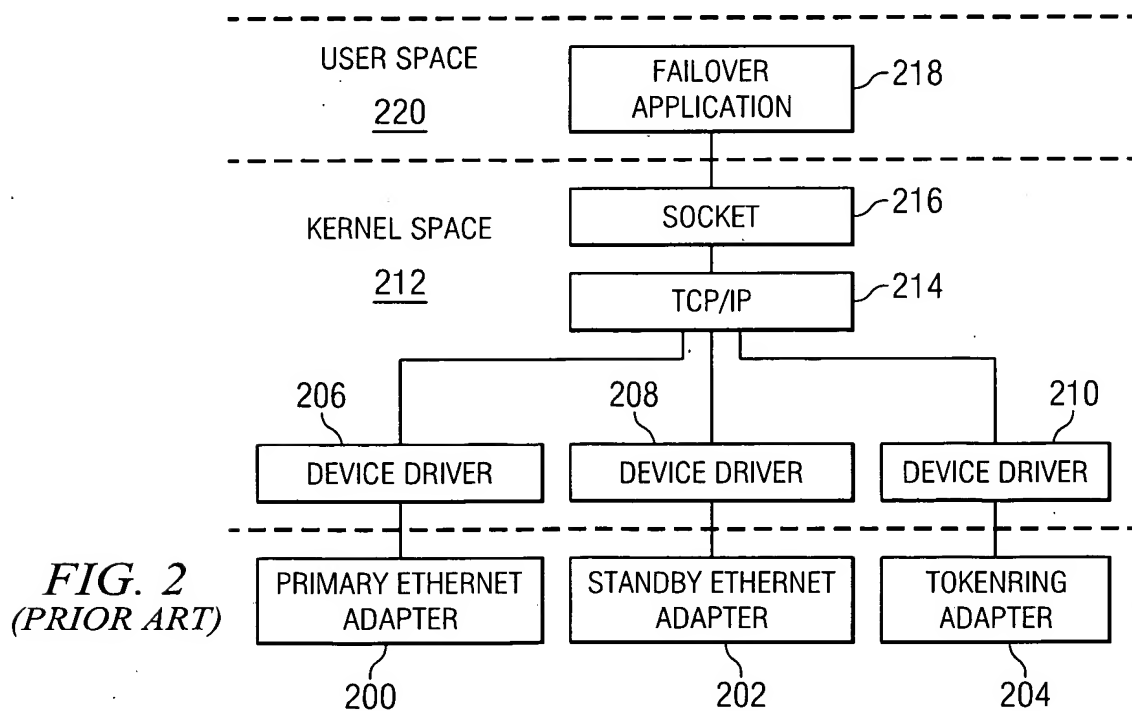 USER SPACE
220
FAILOVER
APPLICATION
218
KERNEL SPACE
212
SOCKET
216
TCP/IP
214
206
208
210
DEVICE DRIVER
DEVICE DRIVER
DEVICE DRIVER
FIG. 2
(PRIOR ART)
PRIMARY ETHERNET
ADAPTER
STANDBY ETHERNET
ADAPTER
TOKENRING
ADAPTER
200
202
204